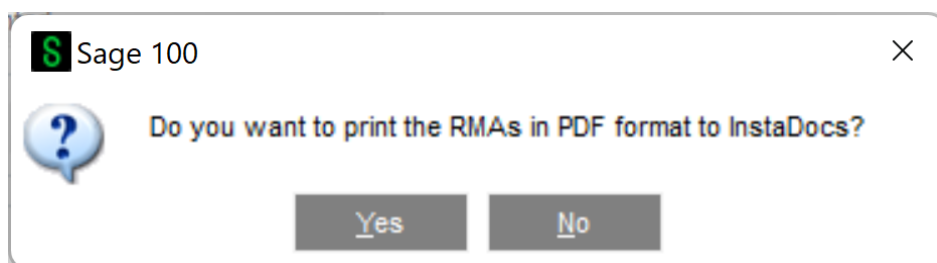 S Sage 100
Do you want to print the RMAs in PDF format to InstaDocs?
?
Yes No